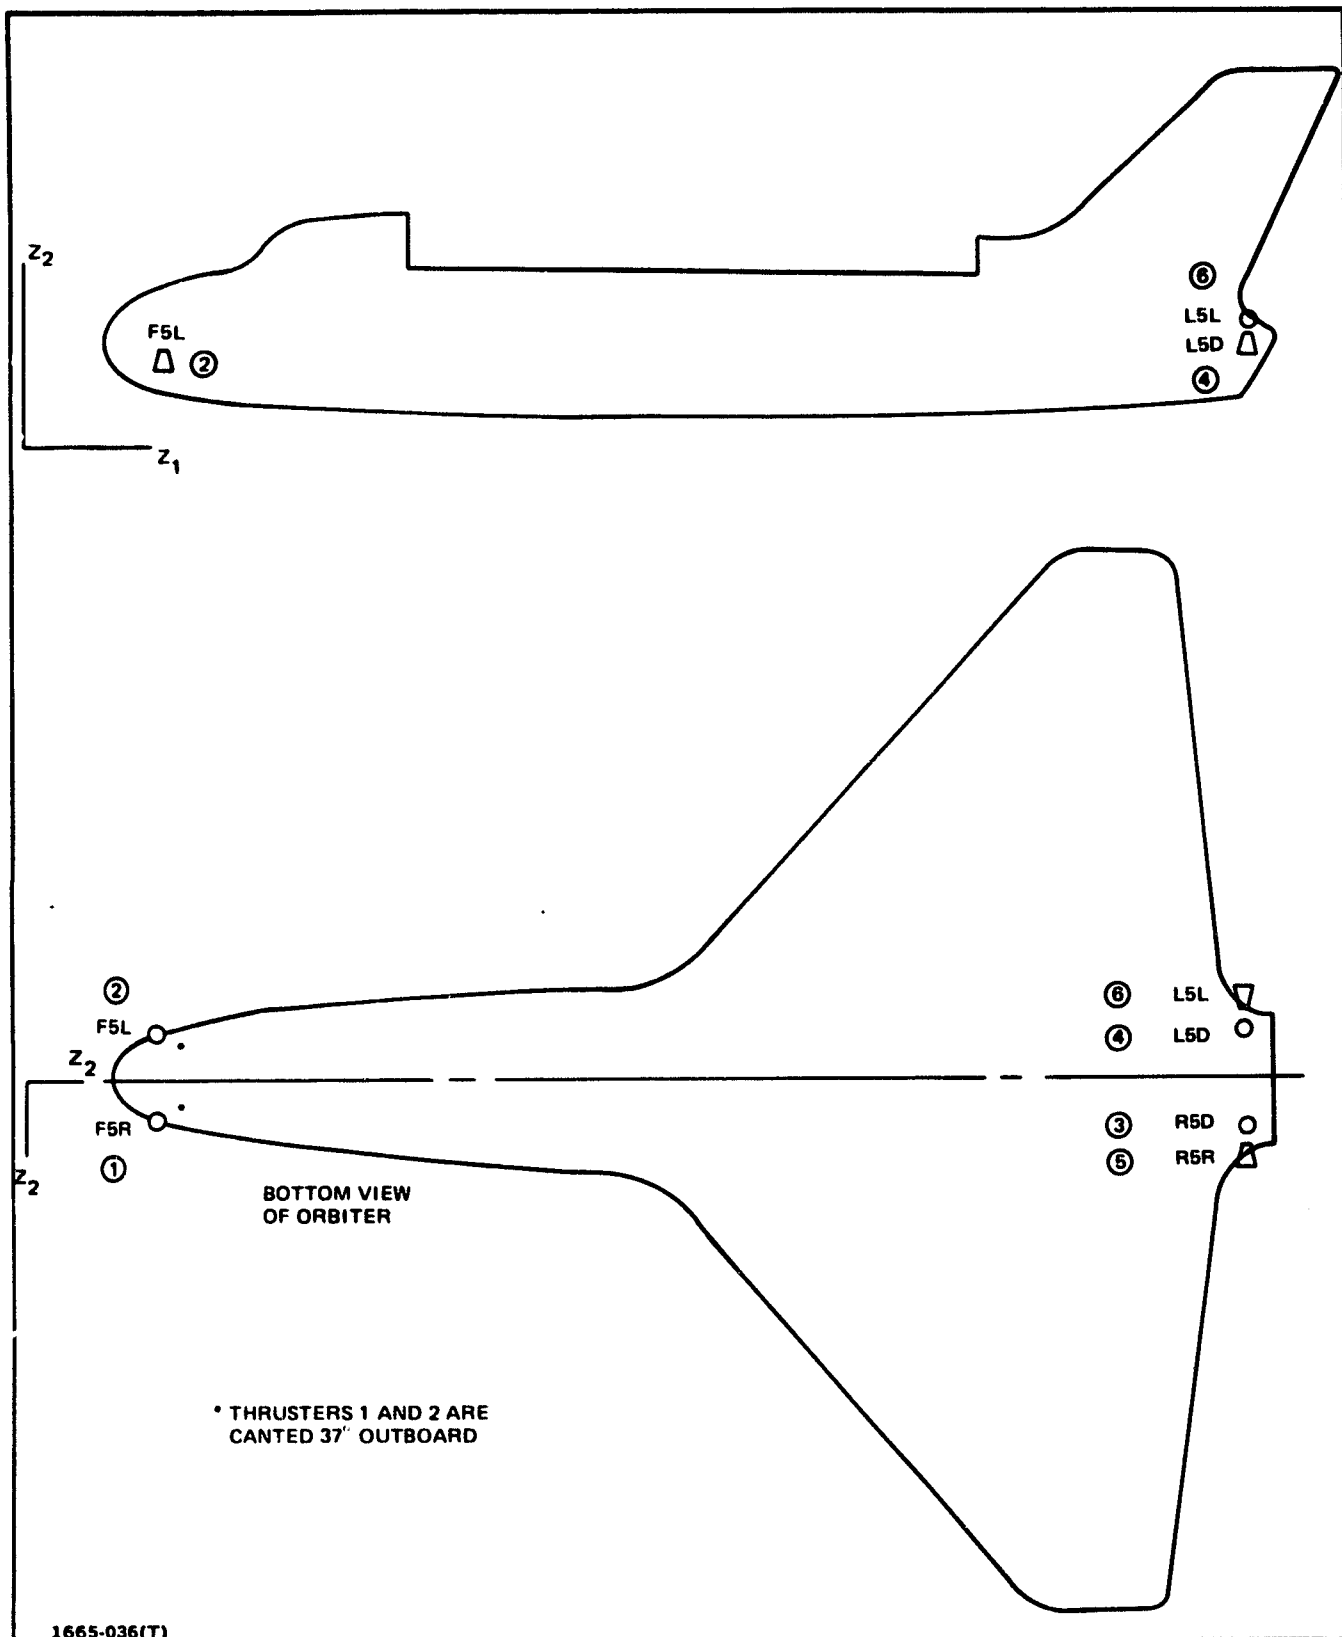 Z2
F5L
②
Z1
⑥
L5L
L5D
④
②
F5L
Z2
F5R
Z2
①
BOTTOM VIEW
OF ORBITER
⑥ L5L
④ L5D
③ R5D
⑤ R5R
* THRUSTERS 1 AND 2 ARE
CANTED 37° OUTBOARD
1665-036(T)